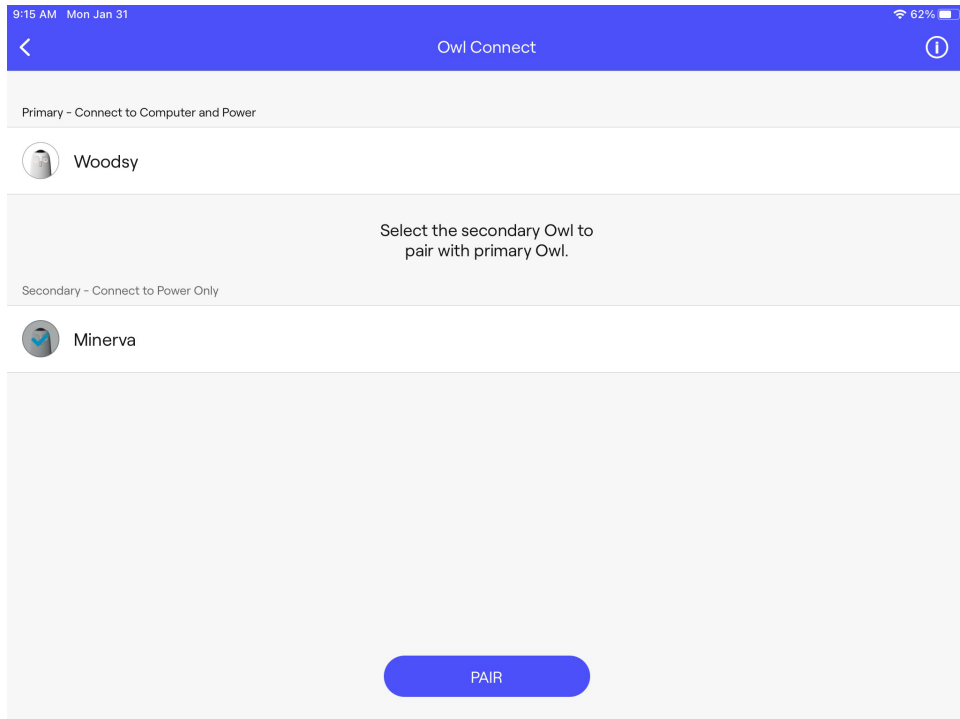 9:15 AM Mon Jan 31
62%
Owl Connect
Primary - Connect to Computer and Power
Woodsy
Select the secondary Owl to
pair with primary Owl.
Secondary - Connect to Power Only
Minerva
PAIR